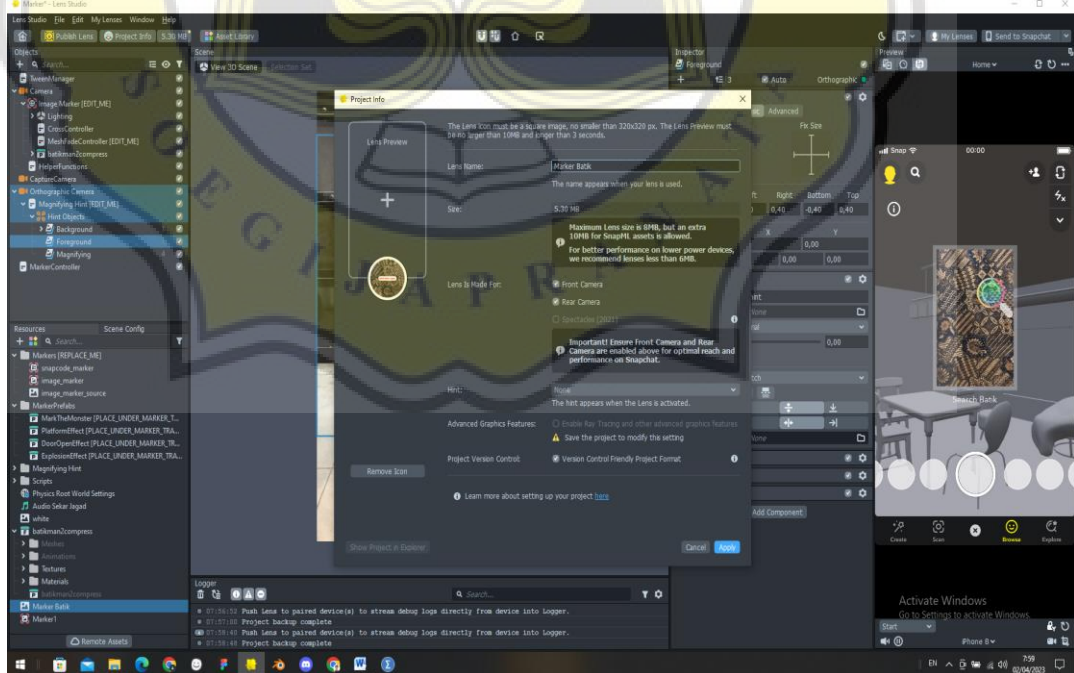 Marker* - Lens Studio
Lens Studio File Edit My Lenses Window Help
Publish Lens Project Info 5.30 MB Asset Library My Lenses Send to Snapchat
Objects
Search...
TweenManager
Camera
Image Marker [EDIT_ME]
Lighting
CrossController
MeshFadeController [EDIT_ME]
batikman2compress
HelperFunctions
CaptureCamera
Orthographic Camera
Magnifying Hint [EDIT_ME]
Hint Objects
Background
Foreground
Magnifying
MarkerController
Resources Scene Config
Search...
Markers [REPLACE_ME]
snapcode_marker
image_marker
image_marker_source
MarkerPrefabs
MarkTheMonster [PLACE_UNDER_MARKER_T...
PlatformEffect [PLACE_UNDER_MARKER_TRA...
DoorOpenEffect [PLACE_UNDER_MARKER_TR...
ExplosionEffect [PLACE_UNDER_MARKER_TRA...
Magnifying Hint
Scripts
Physics Root World Settings
Audio Sekar Jagad
white
batikman2compress
Meshes
Animations
Textures
Materials
batikman2compress
Marker Batik
Marker1
Remote Assets
Scene
View 3D Scene Selection Set
Project Info
Lens Preview
The Lens icon must be a square image, no smaller than 320x320 px. The Lens Preview must
be no larger than 10MB and longer than 3 seconds.
Lens Name: Marker Batik
The name appears when your lens is used.
Size: 5.30 MB
Maximum Lens size is 8MB, but an extra
10MB for SnapML assets is allowed.
For better performance on lower power devices,
we recommend lenses less than 6MB.
Lens Is Made For: Front Camera
Rear Camera
Spectacles (2021)
Important! Ensure Front Camera and Rear
Camera are enabled above for optimal reach and
performance on Snapchat.
Hint: None
The hint appears when the Lens is activated.
Advanced Graphics Features: Enable Ray Tracing and other advanced graphics features
Save the project to modify this setting
Project Version Control: Version Control Friendly Project Format
Remove Icon
Learn more about setting up your project here
Show Project in Explorer Cancel Apply
Logger
Search...
Push Lens to paired device(s) to stream debug logs directly from device into Logger.
07:57:00 Project backup complete
Push Lens to paired device(s) to stream debug logs directly from device into Logger.
Project backup complete
Inspector
Foreground
3 Auto Orthographic
Advanced
Fix Size
Right Bottom Top
0,40 -0,40 0,40
X Y
0,00
0,00 0,00
None
0,00
None
Add Component
Preview
Home
Snap 00:00
Search Batik
Create Scan Browse Explore
Activate Windows
Go to Settings to activate Windows.
Start
iPhone 8
EN 7:59
02/04/2023
SEGIJAPRANATA